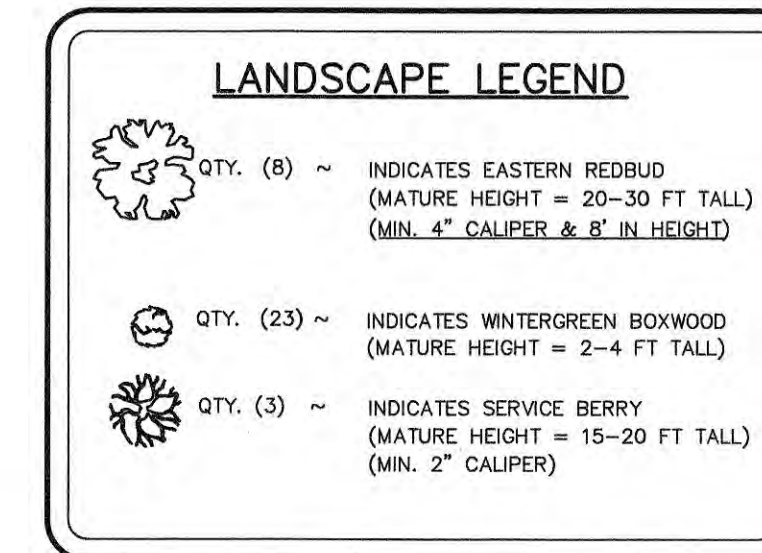 LANDSCAPE LEGEND
QTY. (8) ~ INDICATES EASTERN REDBUD
(MATURE HEIGHT = 20-30 FT TALL)
(MIN. 4" CALIPER & 8' IN HEIGHT)
QTY. (23) ~ INDICATES WINTERGREEN BOXWOOD
(MATURE HEIGHT = 2-4 FT TALL)
QTY. (3) ~ INDICATES SERVICE BERRY
(MATURE HEIGHT = 15-20 FT TALL)
(MIN. 2" CALIPER)